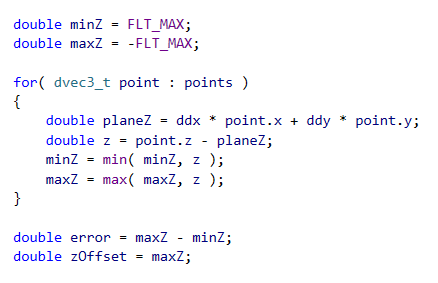 double minZ = FLT_MAX;
double maxZ = -FLT_MAX;

for( dvec3_t point : points )
{
    double planeZ = ddx * point.x + ddy * point.y;
    double z = point.z - planeZ;
    minZ = min( minZ, z );
    maxZ = max( maxZ, z );
}

double error = maxZ - minZ;
double zOffset = maxZ;